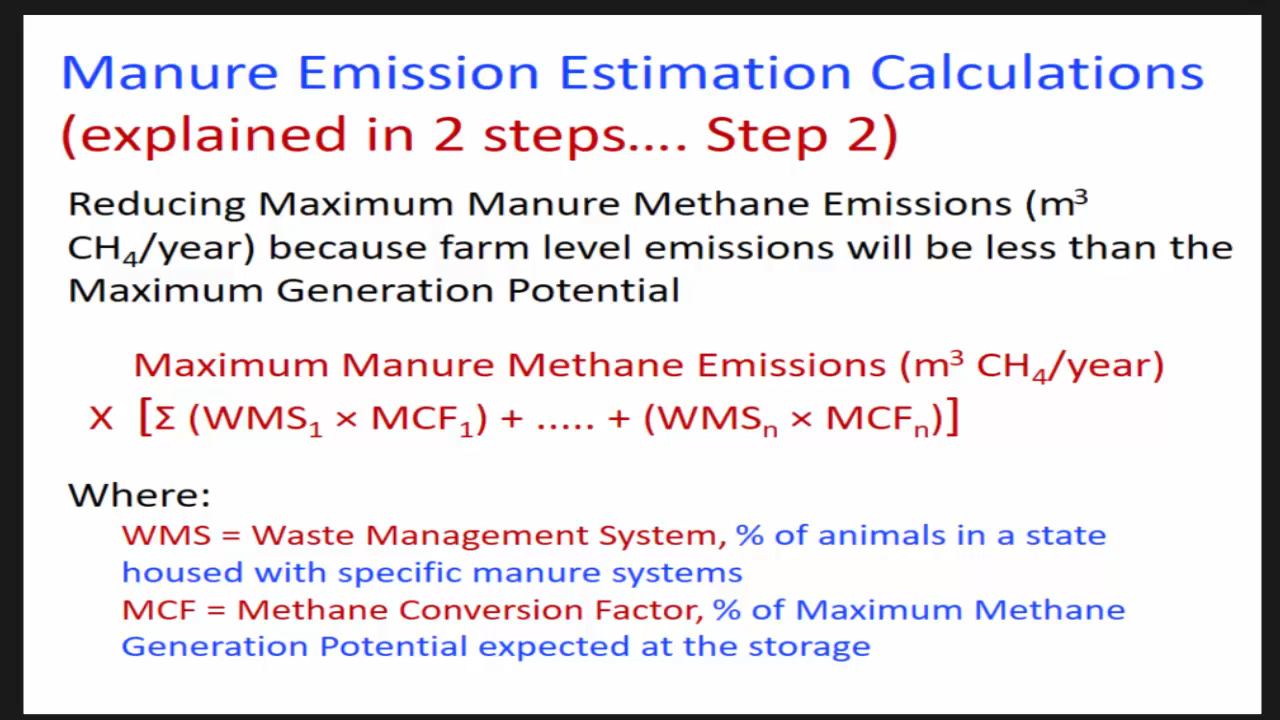 Manure Emission Estimation Calculations
(explained in 2 steps.... Step 2)
Reducing Maximum Manure Methane Emissions (m³
CH₄/year) because farm level emissions will be less than the
Maximum Generation Potential
Maximum Manure Methane Emissions (m³ CH₄/year)
X [Σ (WMS₁ × MCF₁) + ..... + (WMSₙ × MCFₙ)]
Where:
WMS = Waste Management System, % of animals in a state
housed with specific manure systems
MCF = Methane Conversion Factor, % of Maximum Methane
Generation Potential expected at the storage